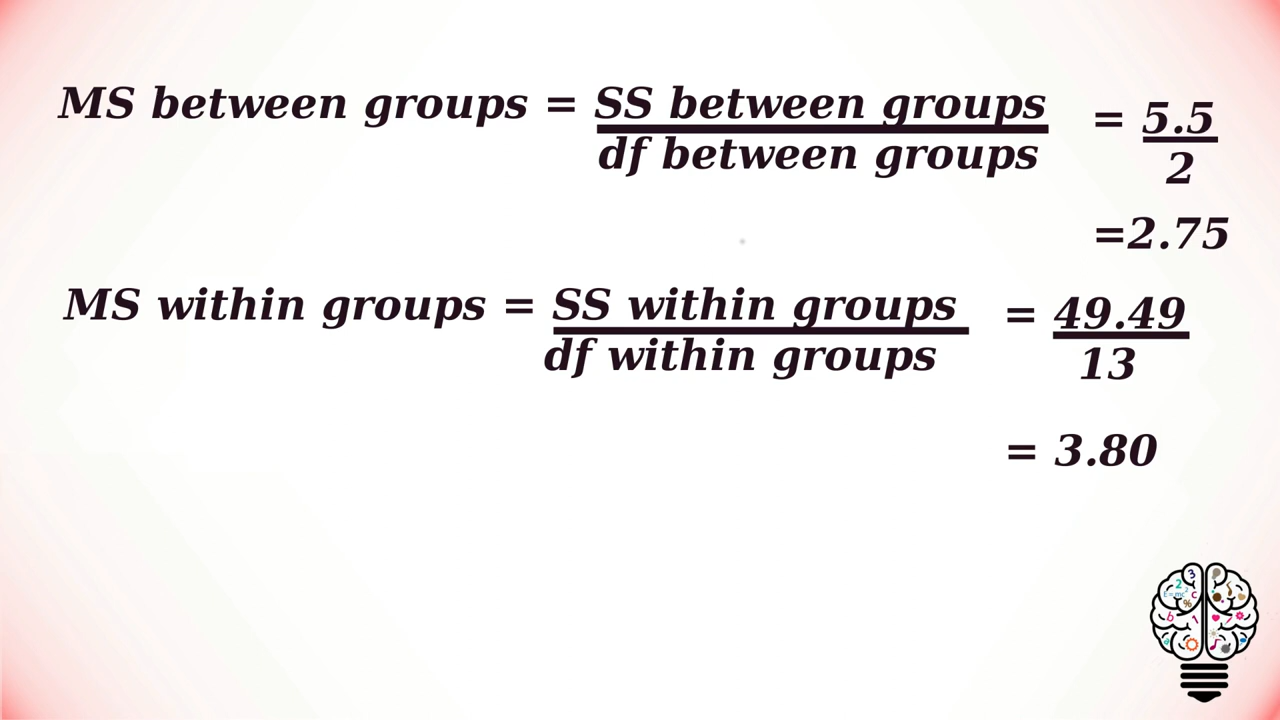 MS between groups = SS between groups = 5.5
df between groups 2
=2.75
MS within groups = SS within groups = 49.49
df within groups 13
= 3.80